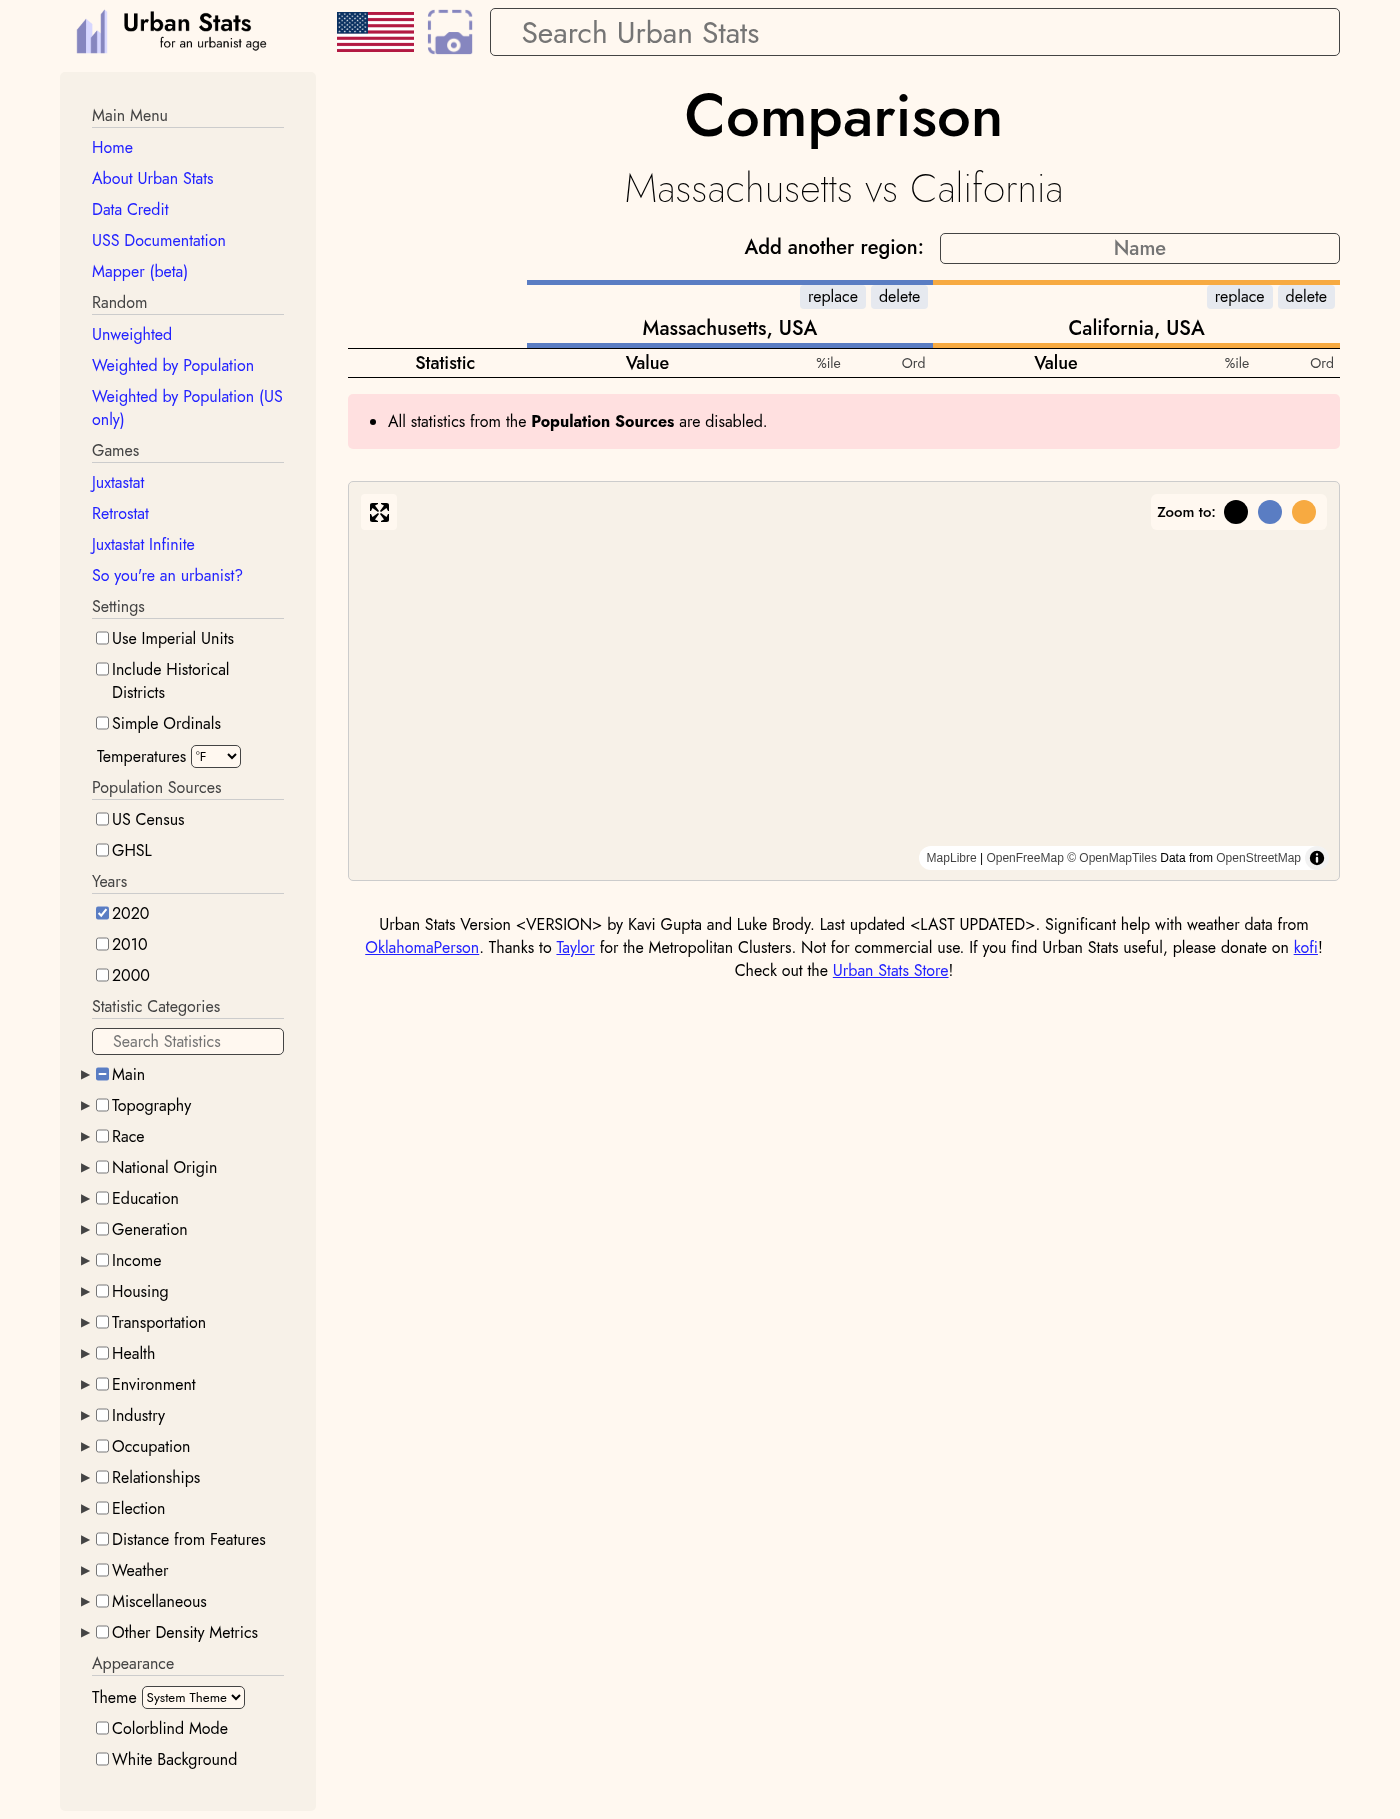 Urban Stats
for an urbanist age
Search Urban Stats
Main Menu
Home
About Urban Stats
Data Credit
USS Documentation
Mapper (beta)
Random
Unweighted
Weighted by Population
Weighted by Population (US
only)
Games
Juxtastat
Retrostat
Juxtastat Infinite
So you're an urbanist?
Settings
Use Imperial Units
Include Historical
Districts
Simple Ordinals
Temperatures °F
Population Sources
US Census
GHSL
Years
2020
2010
2000
Statistic Categories
Search Statistics
Main
Topography
Race
National Origin
Education
Generation
Income
Housing
Transportation
Health
Environment
Industry
Occupation
Relationships
Election
Distance from Features
Weather
Miscellaneous
Other Density Metrics
Appearance
Theme System Theme
Colorblind Mode
White Background
Comparison
Massachusetts vs California
Add another region: Name
replace delete replace delete
Massachusetts, USA California, USA
Statistic Value %ile Ord Value %ile Ord
All statistics from the Population Sources are disabled.
Zoom to:
MapLibre | OpenFreeMap © OpenMapTiles Data from OpenStreetMap
Urban Stats Version <VERSION> by Kavi Gupta and Luke Brody. Last updated <LAST UPDATED>. Significant help with weather data from
OklahomaPerson. Thanks to Taylor for the Metropolitan Clusters. Not for commercial use. If you find Urban Stats useful, please donate on kofi!
Check out the Urban Stats Store!